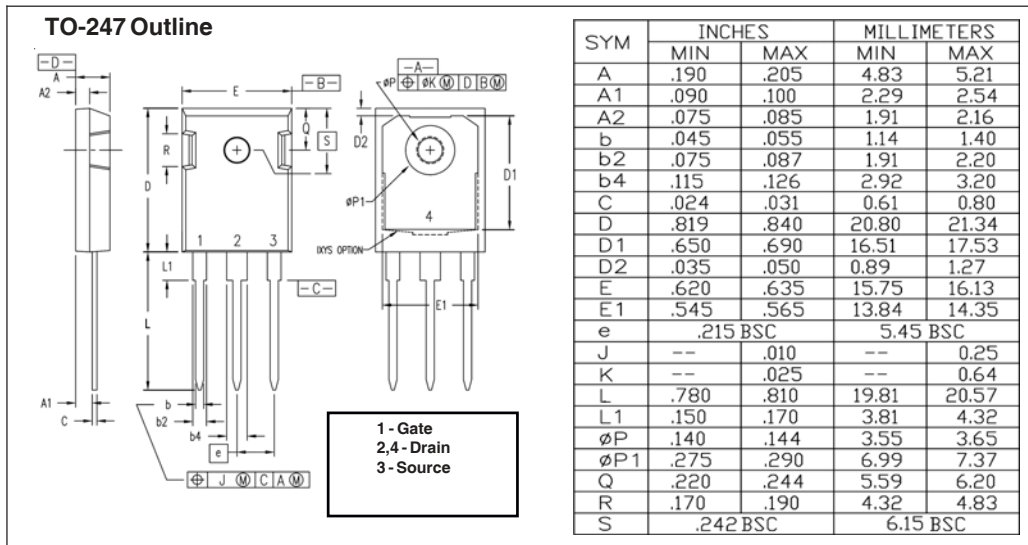 TO-247 Outline
-D-
A
A2
E
-B-
Q
S
R
D
1 2 3
L1
-C-
L
A1
C
b
b2
b4
e
⌖ J Ⓜ C A Ⓜ
-A-
øP ⌖ øK Ⓜ D B Ⓜ
D2
D1
øP1
4
IXYS OPTION
E1
1 - Gate
2,4 - Drain
3 - Source
SYM INCHES MILLIMETERS
MIN MAX MIN MAX
A .190 .205 4.83 5.21
A1 .090 .100 2.29 2.54
A2 .075 .085 1.91 2.16
b .045 .055 1.14 1.40
b2 .075 .087 1.91 2.20
b4 .115 .126 2.92 3.20
C .024 .031 0.61 0.80
D .819 .840 20.80 21.34
D1 .650 .690 16.51 17.53
D2 .035 .050 0.89 1.27
E .620 .635 15.75 16.13
E1 .545 .565 13.84 14.35
e .215 BSC 5.45 BSC
J -- .010 -- 0.25
K -- .025 -- 0.64
L .780 .810 19.81 20.57
L1 .150 .170 3.81 4.32
øP .140 .144 3.55 3.65
øP1 .275 .290 6.99 7.37
Q .220 .244 5.59 6.20
R .170 .190 4.32 4.83
S .242 BSC 6.15 BSC